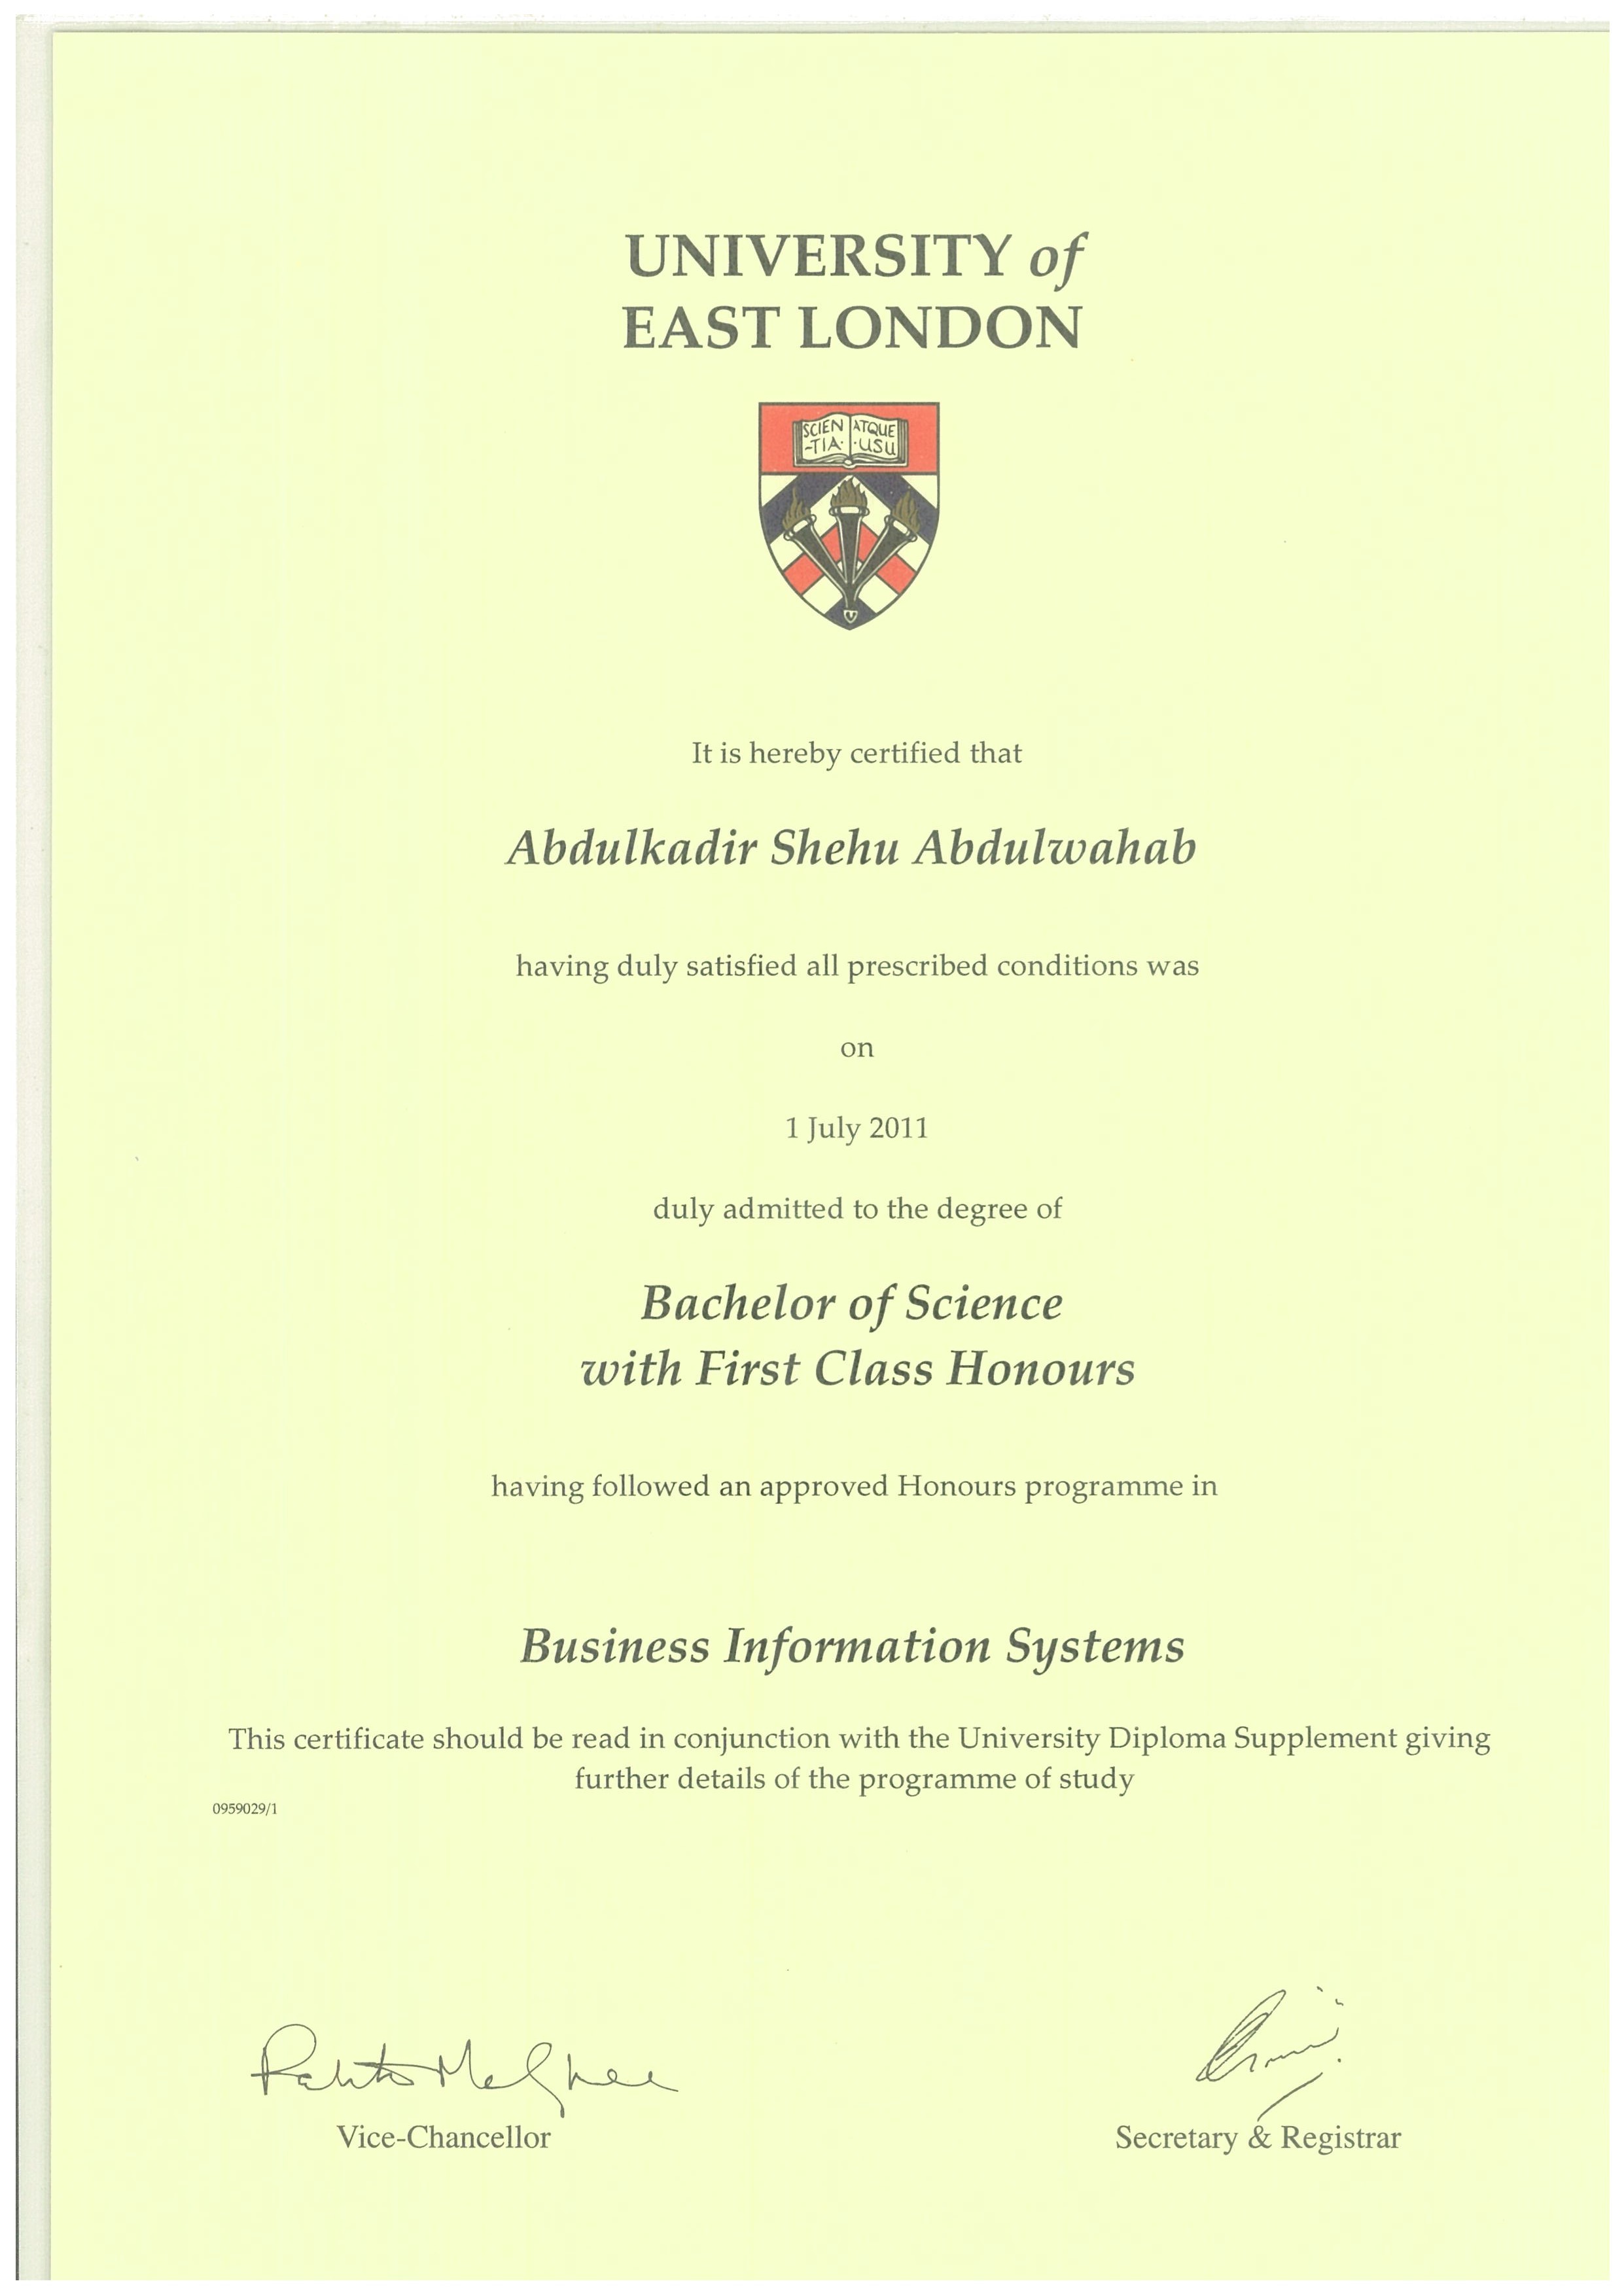 UNIVERSITY of
EAST LONDON
SCIEN ATQUE
-TIA· ·USU
It is hereby certified that
Abdulkadir Shehu Abdulwahab
having duly satisfied all prescribed conditions was
on
1 July 2011
duly admitted to the degree of
Bachelor of Science
with First Class Honours
having followed an approved Honours programme in
Business Information Systems
This certificate should be read in conjunction with the University Diploma Supplement giving
further details of the programme of study
0959029/1
Vice-Chancellor
Secretary & Registrar